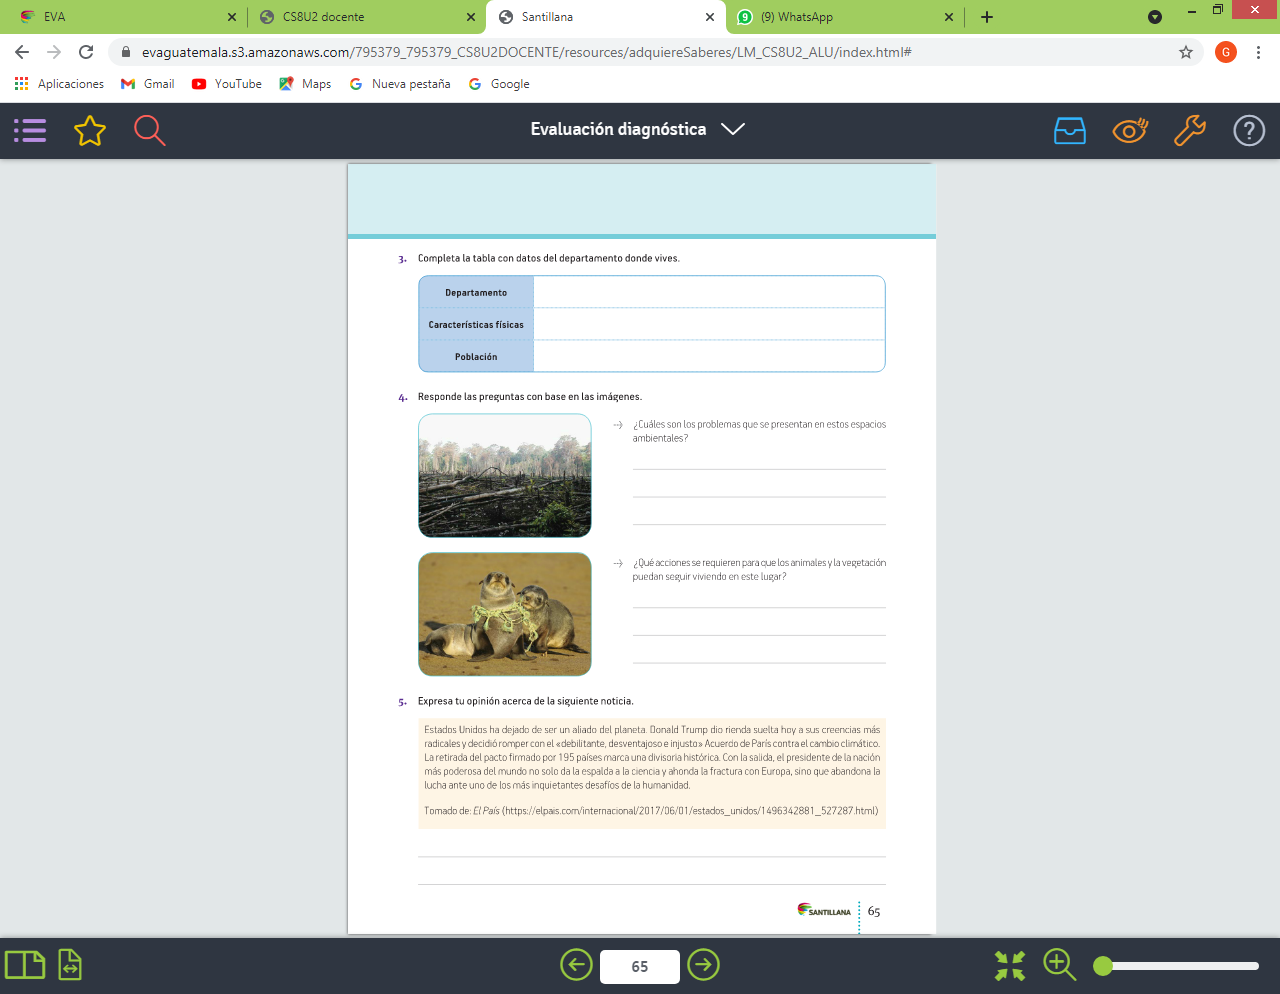 EVA
CS8U2 docente
Santillana
9
(9) WhatsApp
evaguatemala.s3.amazonaws.com/795379_795379_CS8U2DOCENTE/resources/adquiereSaberes/LM_CS8U2_ALU/index.html#
G
Aplicaciones
Gmail
YouTube
Maps
Nueva pestaña
Google
Evaluación diagnóstica
3. Completa la tabla con datos del departamento donde vives.
Departamento
Características físicas
Población
4. Responde las preguntas con base en las imágenes.
¿Cuáles son los problemas que se presentan en estos espacios
ambientales?
¿Qué acciones se requieren para que los animales y la vegetación
puedan seguir viviendo en este lugar?
5. Expresa tu opinión acerca de la siguiente noticia.
Estados Unidos ha dejado de ser un aliado del planeta. Donald Trump dio rienda suelta hoy a sus creencias más
radicales y decidió romper con el «debilitante, desventajoso e injusto» Acuerdo de París contra el cambio climático.
La retirada del pacto firmado por 195 países marca una divisoria histórica. Con la salida, el presidente de la nación
más poderosa del mundo no solo da la espalda a la ciencia y ahonda la fractura con Europa, sino que abandona la
lucha ante uno de los más inquietantes desafíos de la humanidad.
Tomado de: El País (https://elpais.com/internacional/2017/06/01/estados_unidos/1496342881_527287.html)
SANTILLANA
65
65